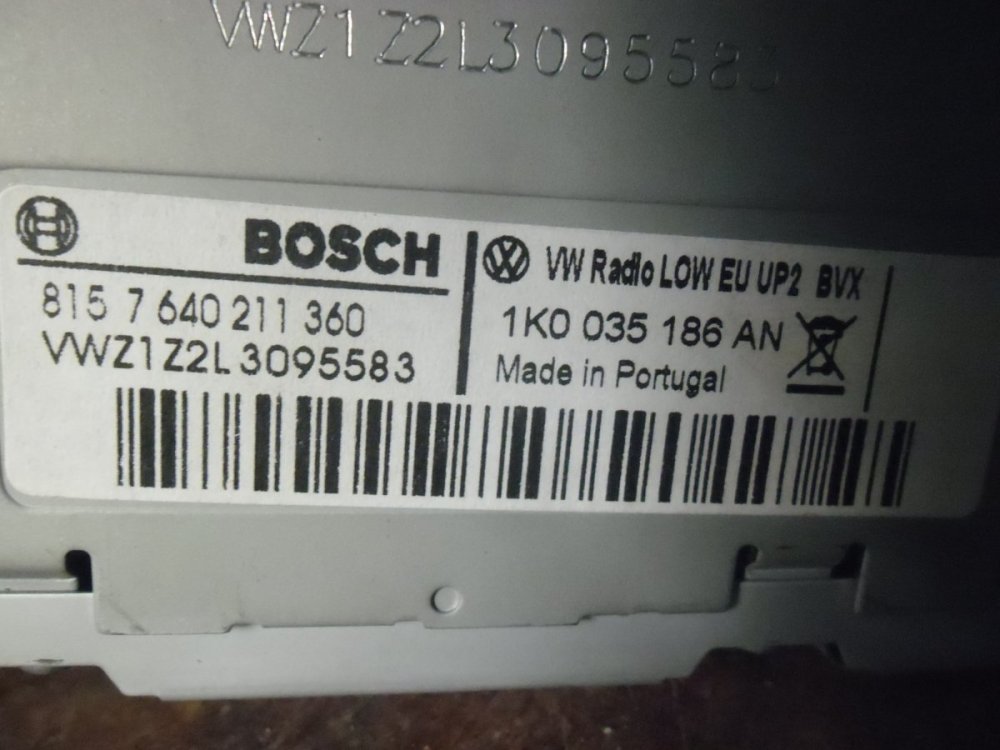 VWZ1Z2L3095583
BOSCH
815 7 640 211 360
VWZ1Z2L3095583
VW Radio LOW EU UP2 BVX
1K0 035 186 AN
Made in Portugal